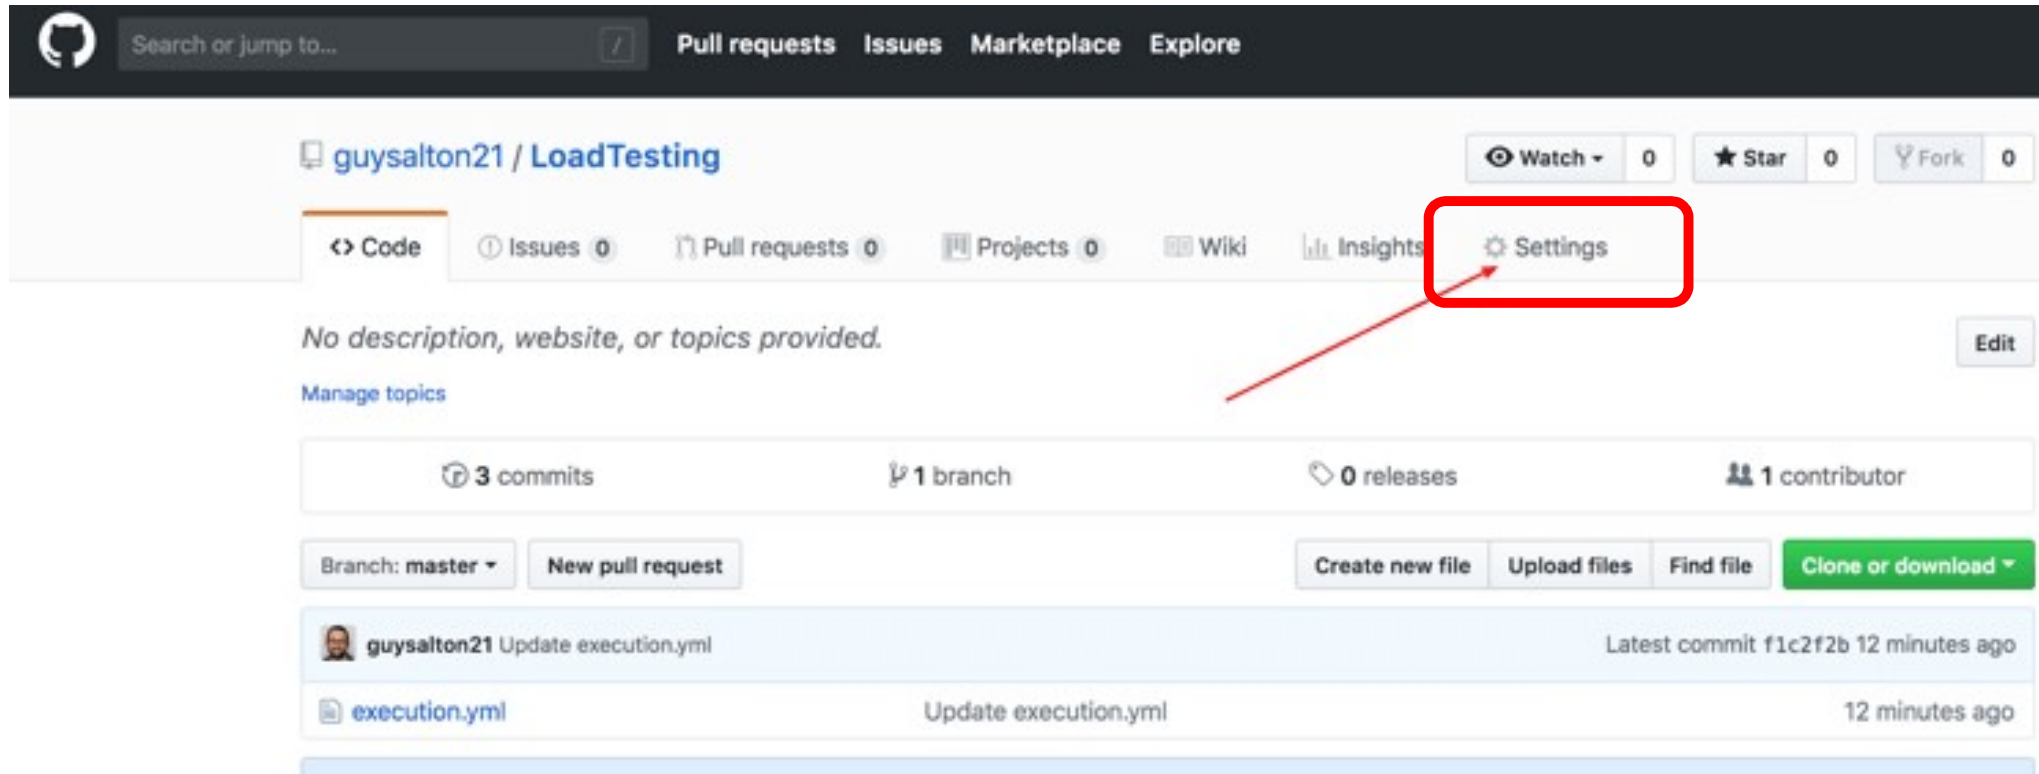 Search or jump to... / Pull requests Issues Marketplace Explore
guysalton21 / LoadTesting Watch 0 Star 0 Fork 0
<> Code Issues 0 Pull requests 0 Projects 0 Wiki Insights Settings
No description, website, or topics provided. Edit
Manage topics
3 commits 1 branch 0 releases 1 contributor
Branch: master New pull request Create new file Upload files Find file Clone or download
guysalton21 Update execution.yml Latest commit f1c2f2b 12 minutes ago
execution.yml Update execution.yml 12 minutes ago